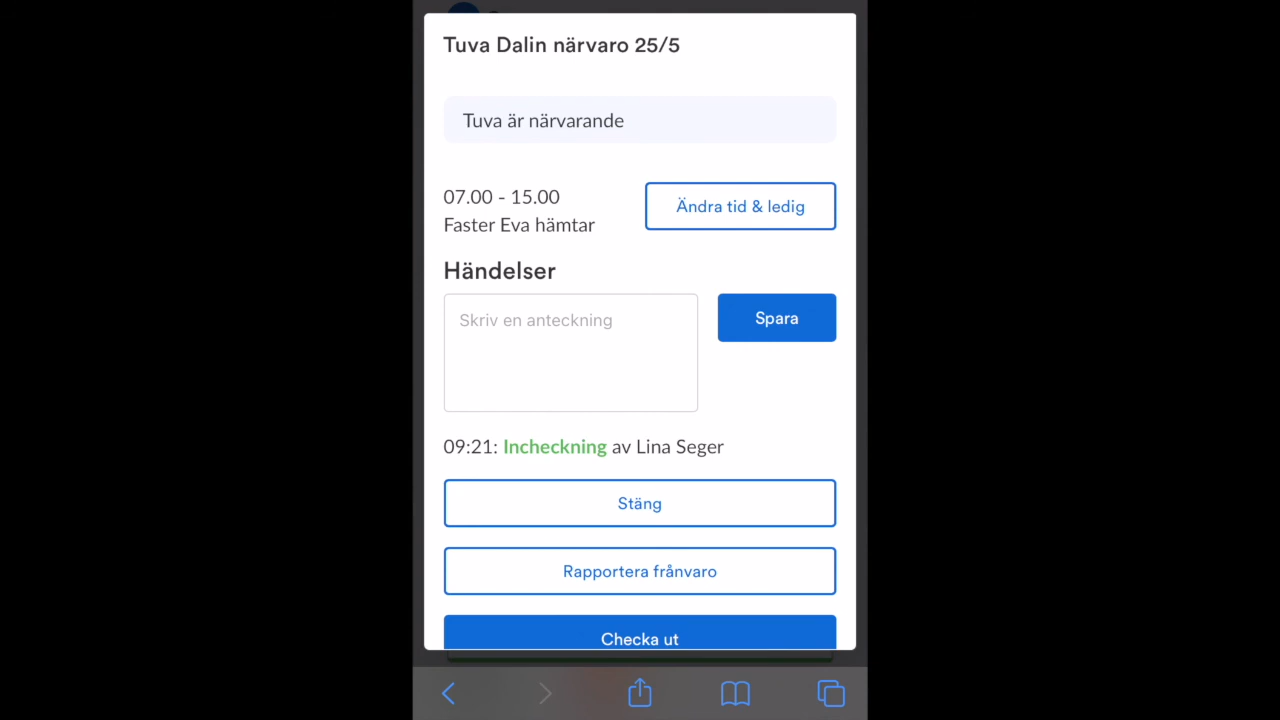 Tuva Dalin närvaro 25/5
Tuva är närvarande
07.00 - 15.00
Faster Eva hämtar
Ändra tid & ledig
Händelser
Skriv en anteckning
Spara
09:21: Incheckning av Lina Seger
Stäng
Rapportera frånvaro
Checka ut